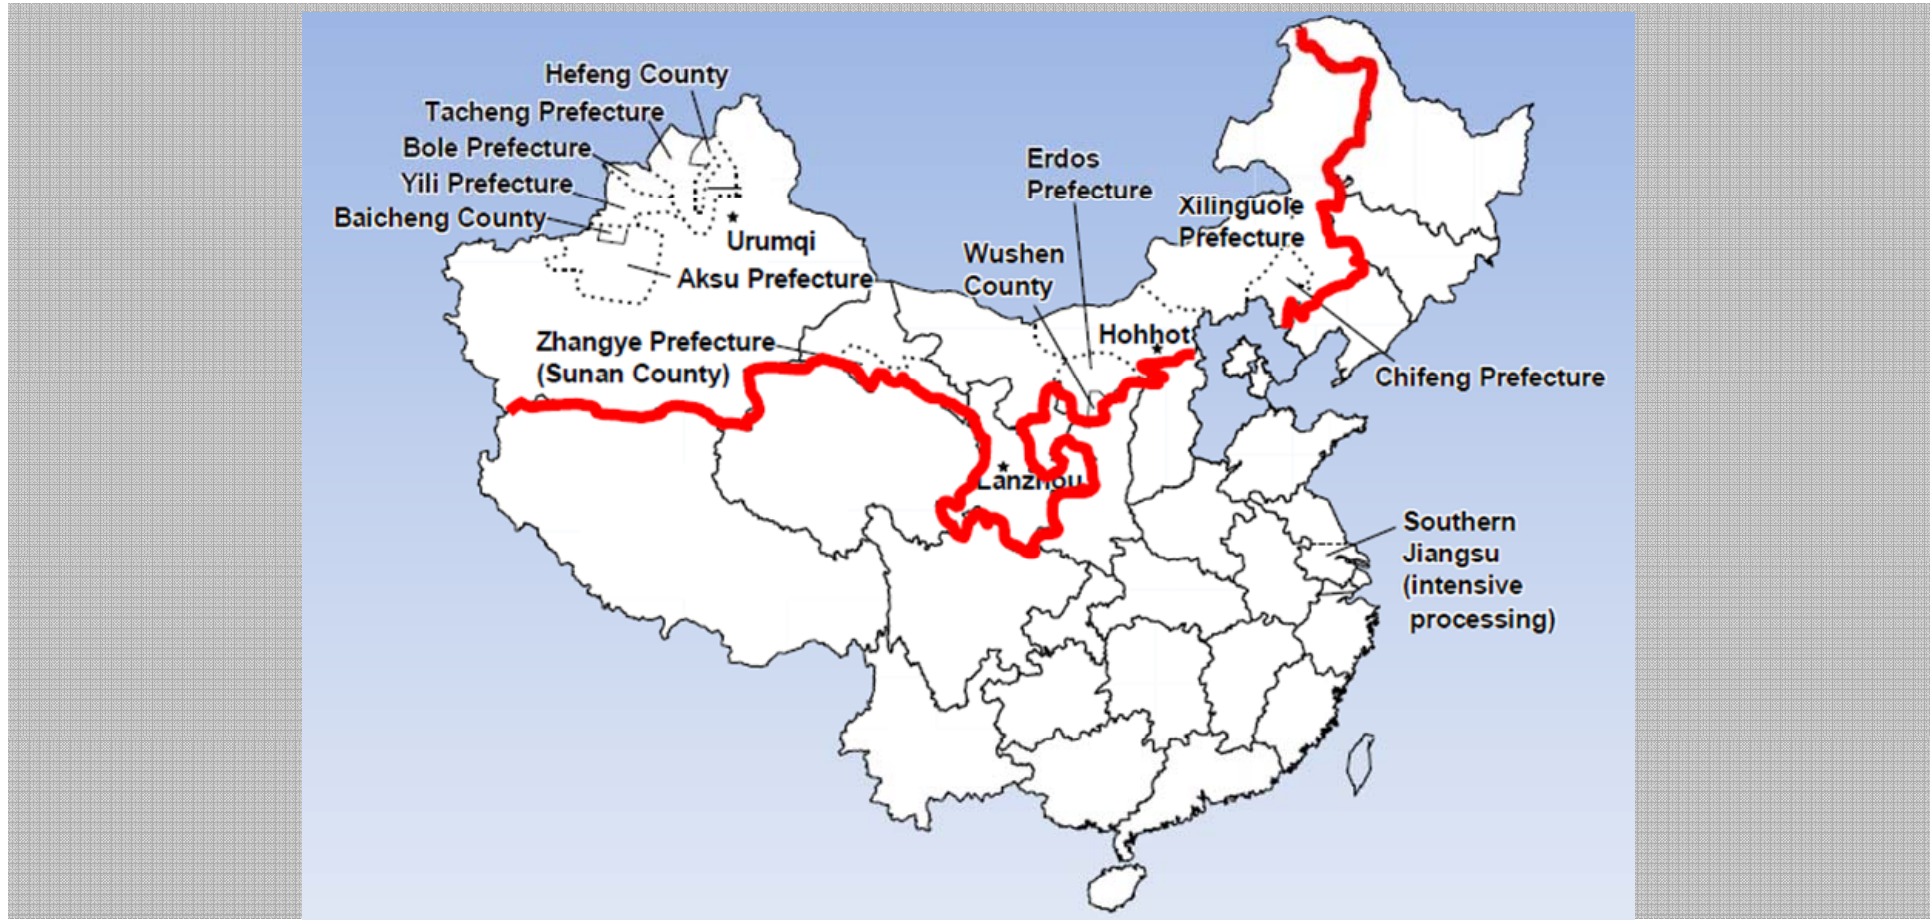 Hefeng County
Tacheng Prefecture
Bole Prefecture
Yili Prefecture
Baicheng County
Urumqi
Aksu Prefecture
Zhangye Prefecture
(Sunan County)
Erdos
Prefecture
Wushen
County
Xilinguole
Prefecture
Hohhot
Lanzhou
Chifeng Prefecture
Southern
Jiangsu
(intensive
processing)